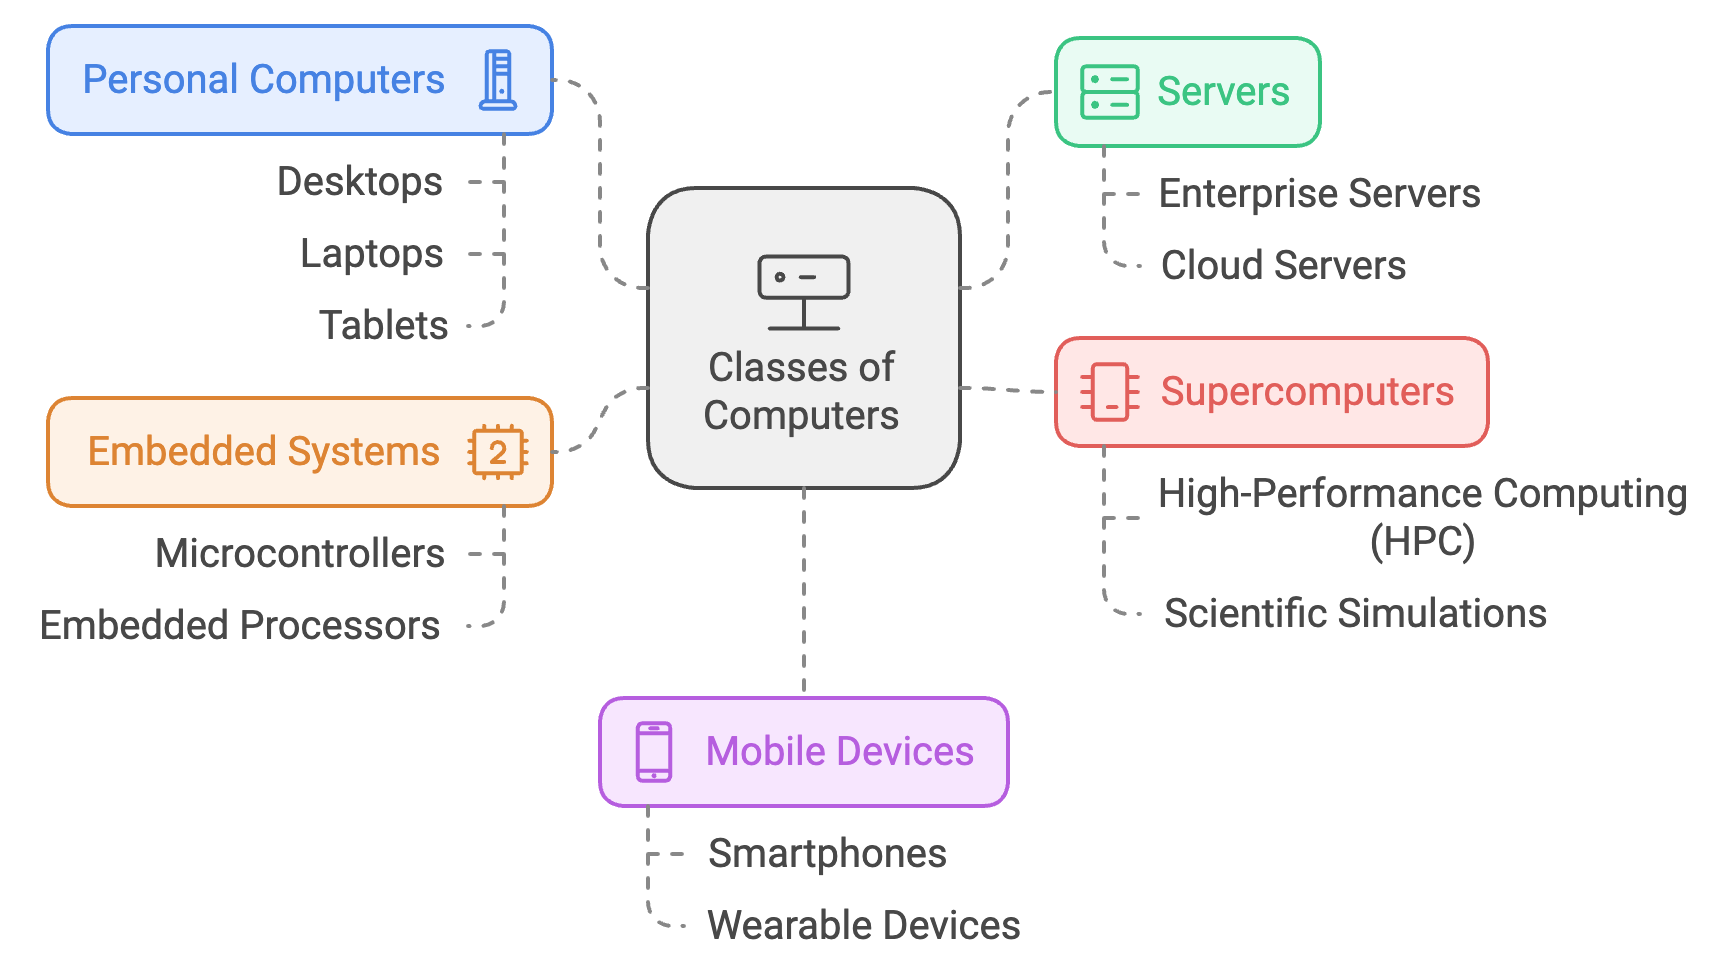 Personal Computers
Desktops
Laptops
Tablets
Embedded Systems
2
Microcontrollers
Embedded Processors
Classes of
Computers
Servers
Enterprise Servers
Cloud Servers
Supercomputers
High-Performance Computing
(HPC)
Scientific Simulations
Mobile Devices
Smartphones
Wearable Devices